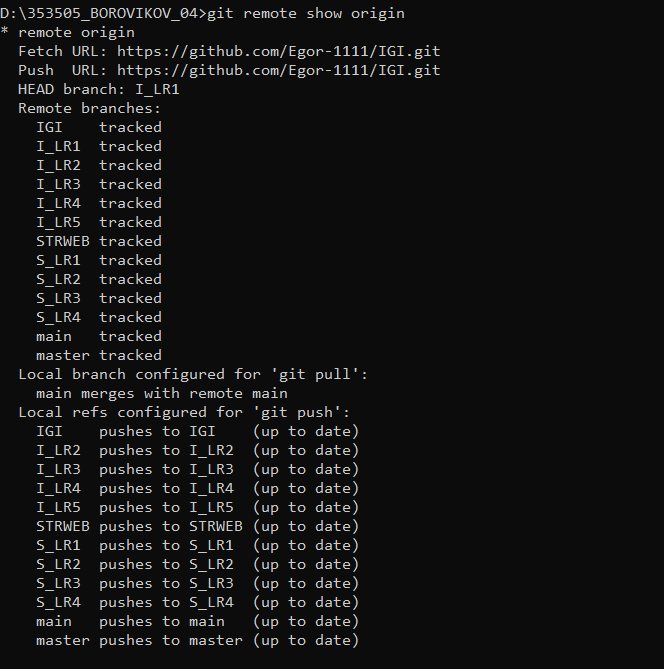 D:\353505_BOROVIKOV_04>git remote show origin
* remote origin
  Fetch URL: https://github.com/Egor-1111/IGI.git
  Push  URL: https://github.com/Egor-1111/IGI.git
  HEAD branch: I_LR1
  Remote branches:
    IGI    tracked
    I_LR1  tracked
    I_LR2  tracked
    I_LR3  tracked
    I_LR4  tracked
    I_LR5  tracked
    STRWEB tracked
    S_LR1  tracked
    S_LR2  tracked
    S_LR3  tracked
    S_LR4  tracked
    main   tracked
    master tracked
  Local branch configured for 'git pull':
    main merges with remote main
  Local refs configured for 'git push':
    IGI    pushes to IGI    (up to date)
    I_LR2  pushes to I_LR2  (up to date)
    I_LR3  pushes to I_LR3  (up to date)
    I_LR4  pushes to I_LR4  (up to date)
    I_LR5  pushes to I_LR5  (up to date)
    STRWEB pushes to STRWEB (up to date)
    S_LR1  pushes to S_LR1  (up to date)
    S_LR2  pushes to S_LR2  (up to date)
    S_LR3  pushes to S_LR3  (up to date)
    S_LR4  pushes to S_LR4  (up to date)
    main   pushes to main   (up to date)
    master pushes to master (up to date)